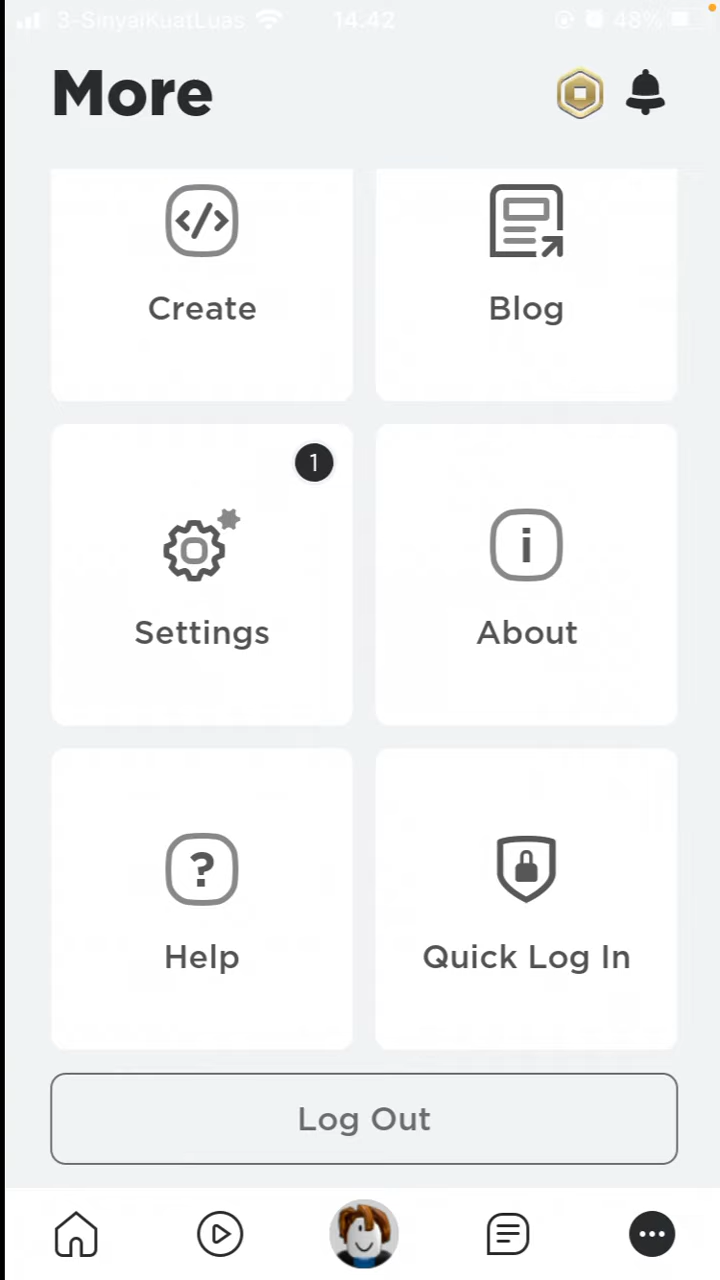 3-SinyalKuatLuas 14.42 48%
More
Create Blog
1
Settings About
Help Quick Log In
Log Out